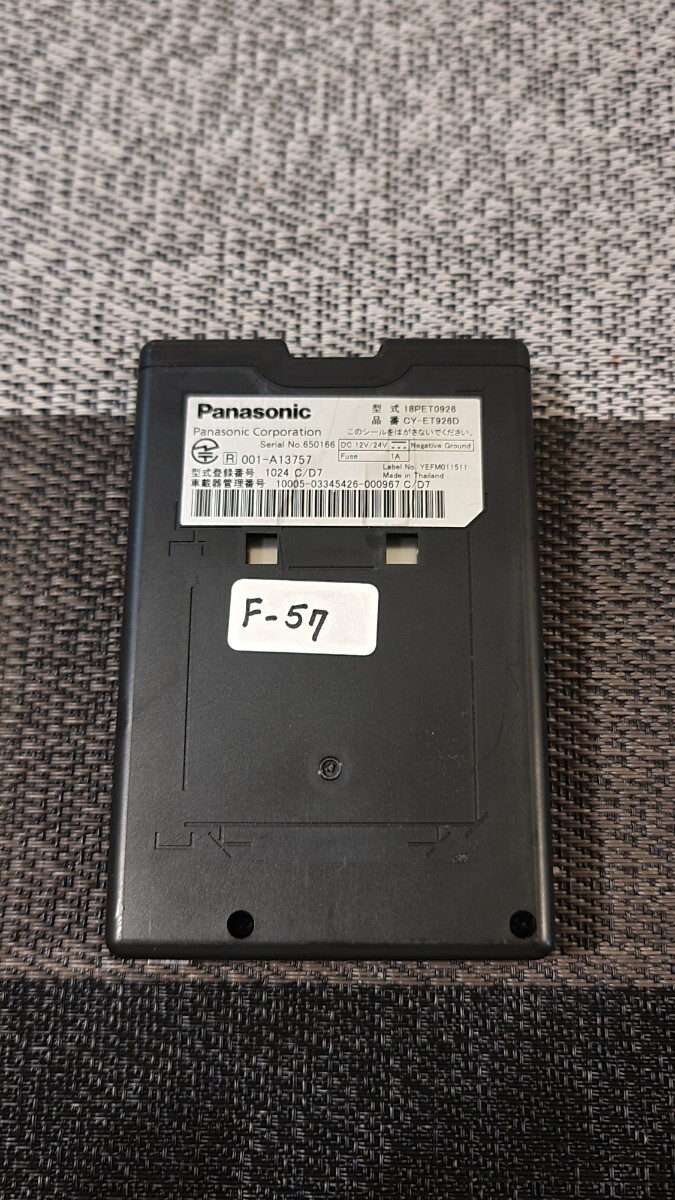 Panasonic 型 式 18PET0926
品 番 CY-ET926D
Panasonic Corporation このシールをはがさないでください。
Serial No.650166 DC 12V/24V Negative Ground
R 001-A13757 Fuse 1A
Label No. YEFM011511
型式登録番号 1024 C/D7 Made in Thailand
車載器管理番号 10005-03345426-000967 C/D7
F-57